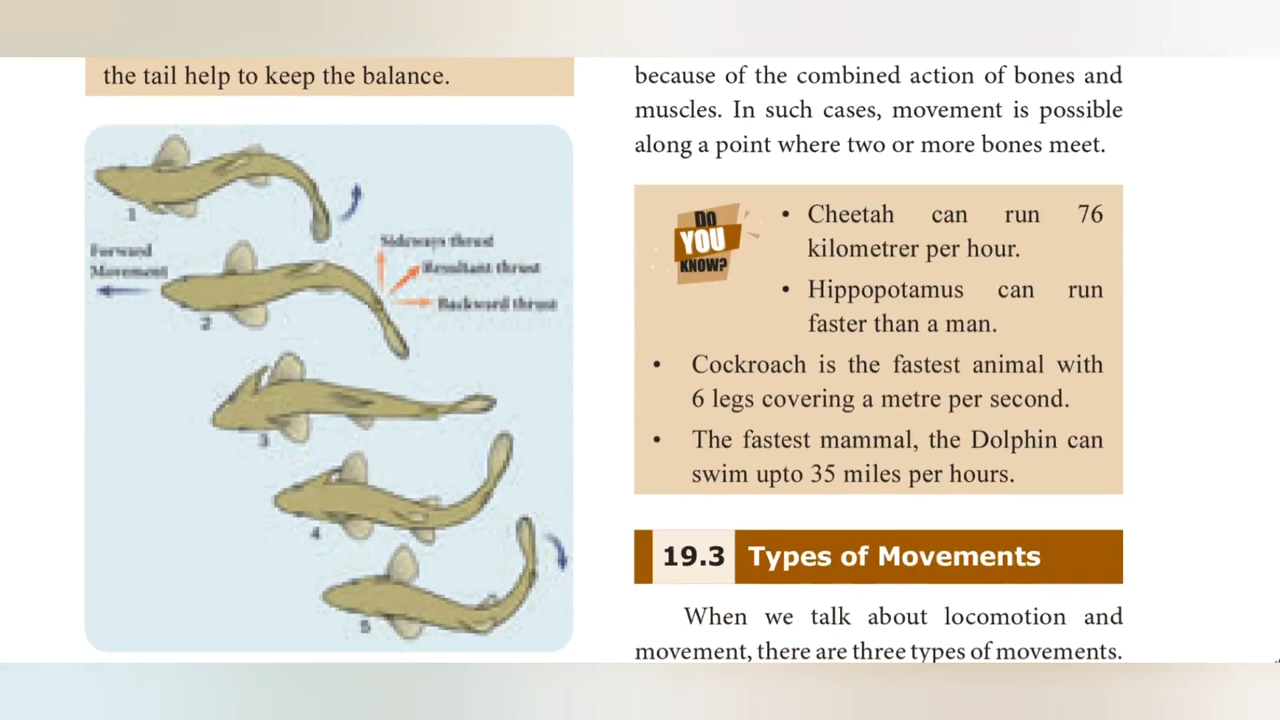 the tail help to keep the balance.
1
Forward
Movement
Sideways thrust
Resultant thrust
Backward thrust
2
3
4
5
because of the combined action of bones and
muscles. In such cases, movement is possible
along a point where two or more bones meet.
DO
YOU
KNOW?
• Cheetah can run 76
kilometrer per hour.
• Hippopotamus can run
faster than a man.
• Cockroach is the fastest animal with
6 legs covering a metre per second.
• The fastest mammal, the Dolphin can
swim upto 35 miles per hours.
19.3 Types of Movements
When we talk about locomotion and
movement, there are three types of movements.